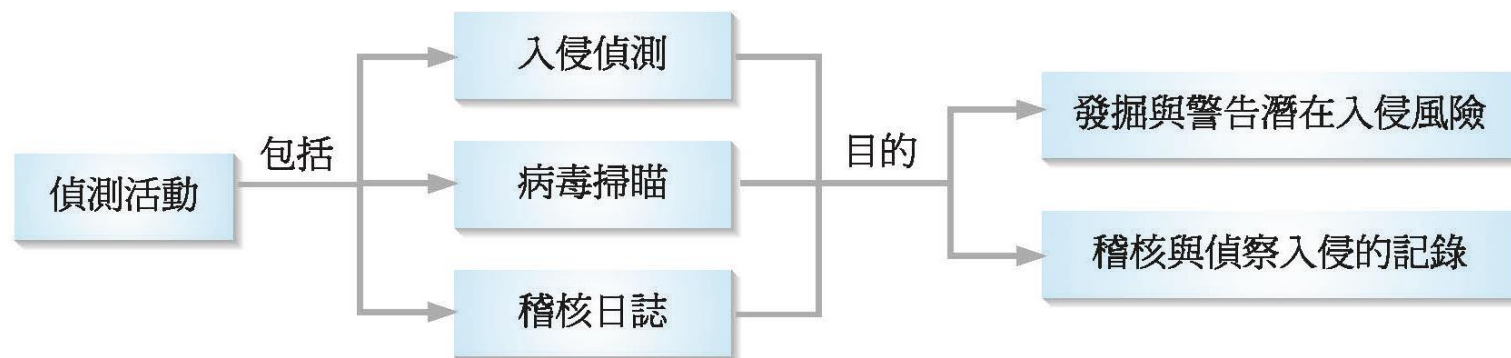 偵測活動
包括
入侵偵測
病毒掃瞄
稽核日誌
目的
發掘與警告潛在入侵風險
稽核與偵察入侵的記錄